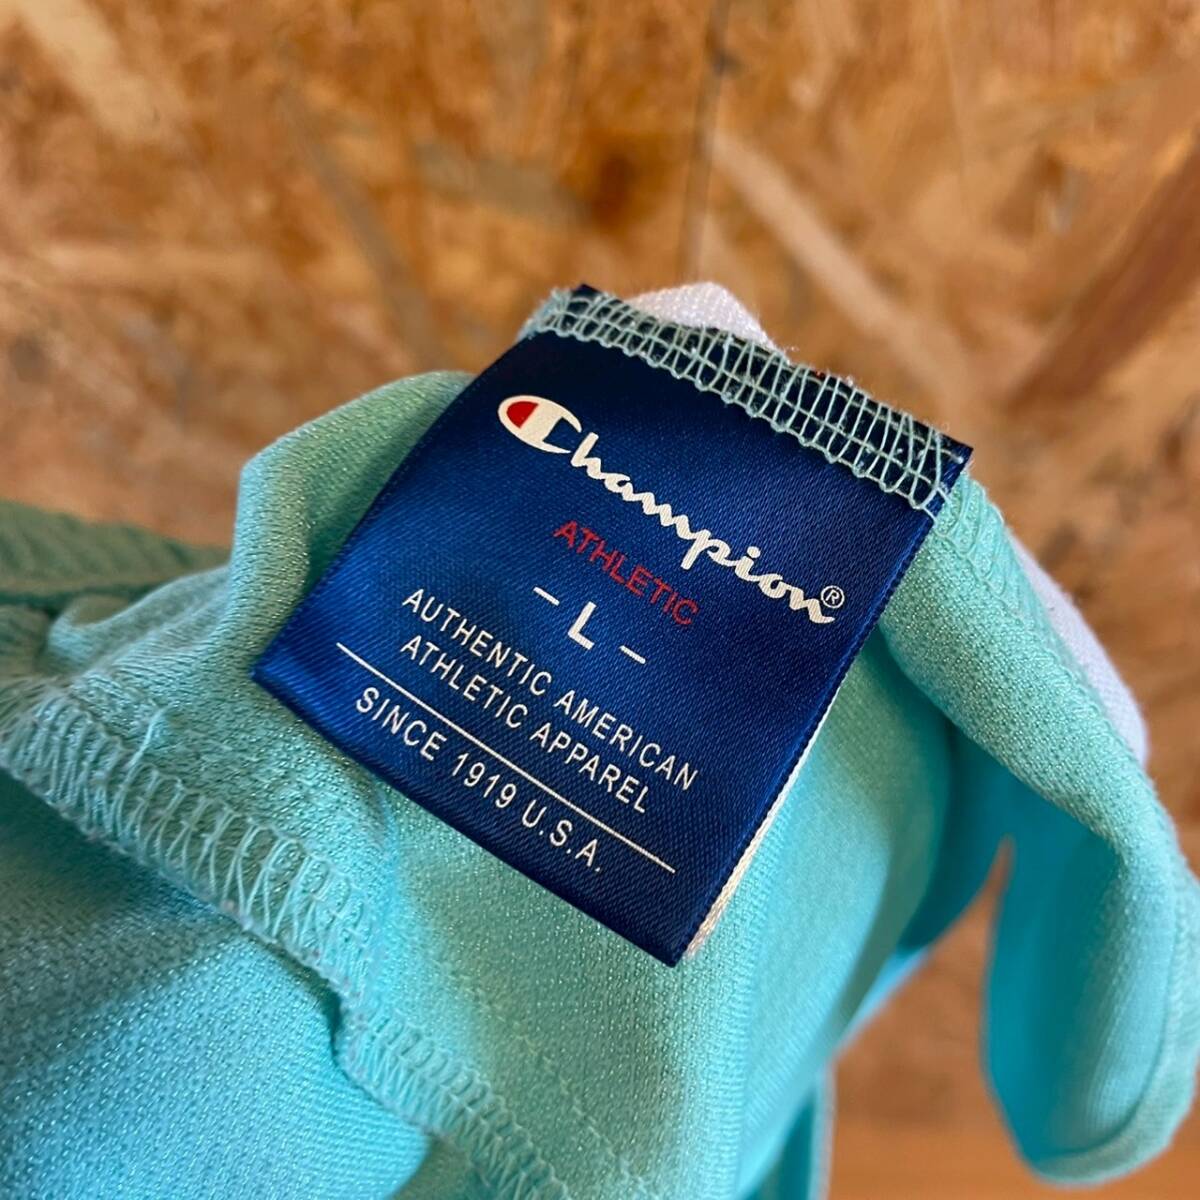 Champion®
ATHLETIC
- L -
AUTHENTIC AMERICAN
ATHLETIC APPAREL
SINCE 1919 U.S.A.